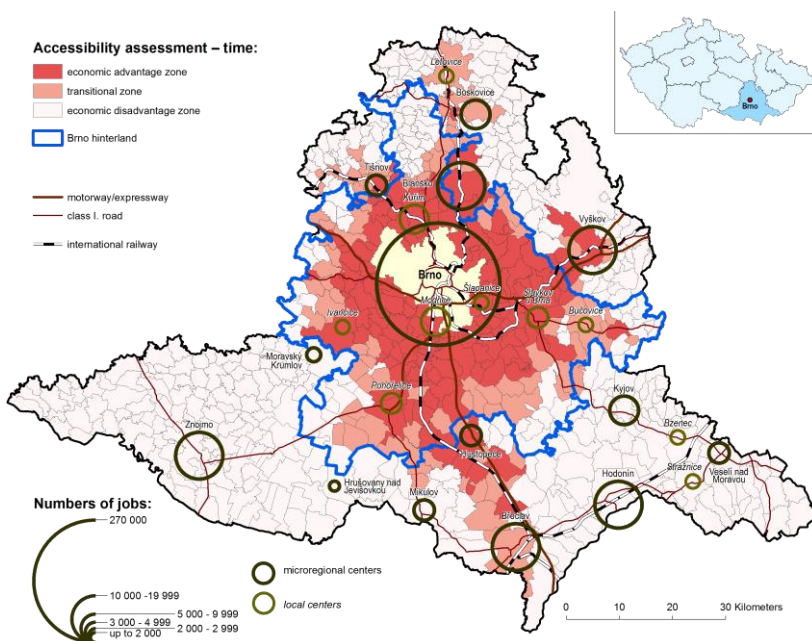 Accessibility assessment – time:
economic advantage zone
transitional zone
economic disadvantage zone
Brno hinterland
motorway/expressway
class I. road
international railway
Brno
Letovice
Boskovice
Tišnov
Blansko
Kuřim
Vyškov
Brno
Šlapanice
Slavkov
u Brna
Modřice
Bučovice
Ivančice
Moravský
Krumlov
Pohořelice
Kyjov
Znojmo
Hustopeče
Bzenec
Veselí nad
Moravou
Strážnice
Hodonín
Hrušovany nad
Jevišovkou
Mikulov
Břeclav
Numbers of jobs:
270 000
10 000 -19 999
5 000 - 9 999
3 000 - 4 999
2 000 - 2 999
up to 2 000
microregional centers
local centers
0 10 20 30 Kilometers